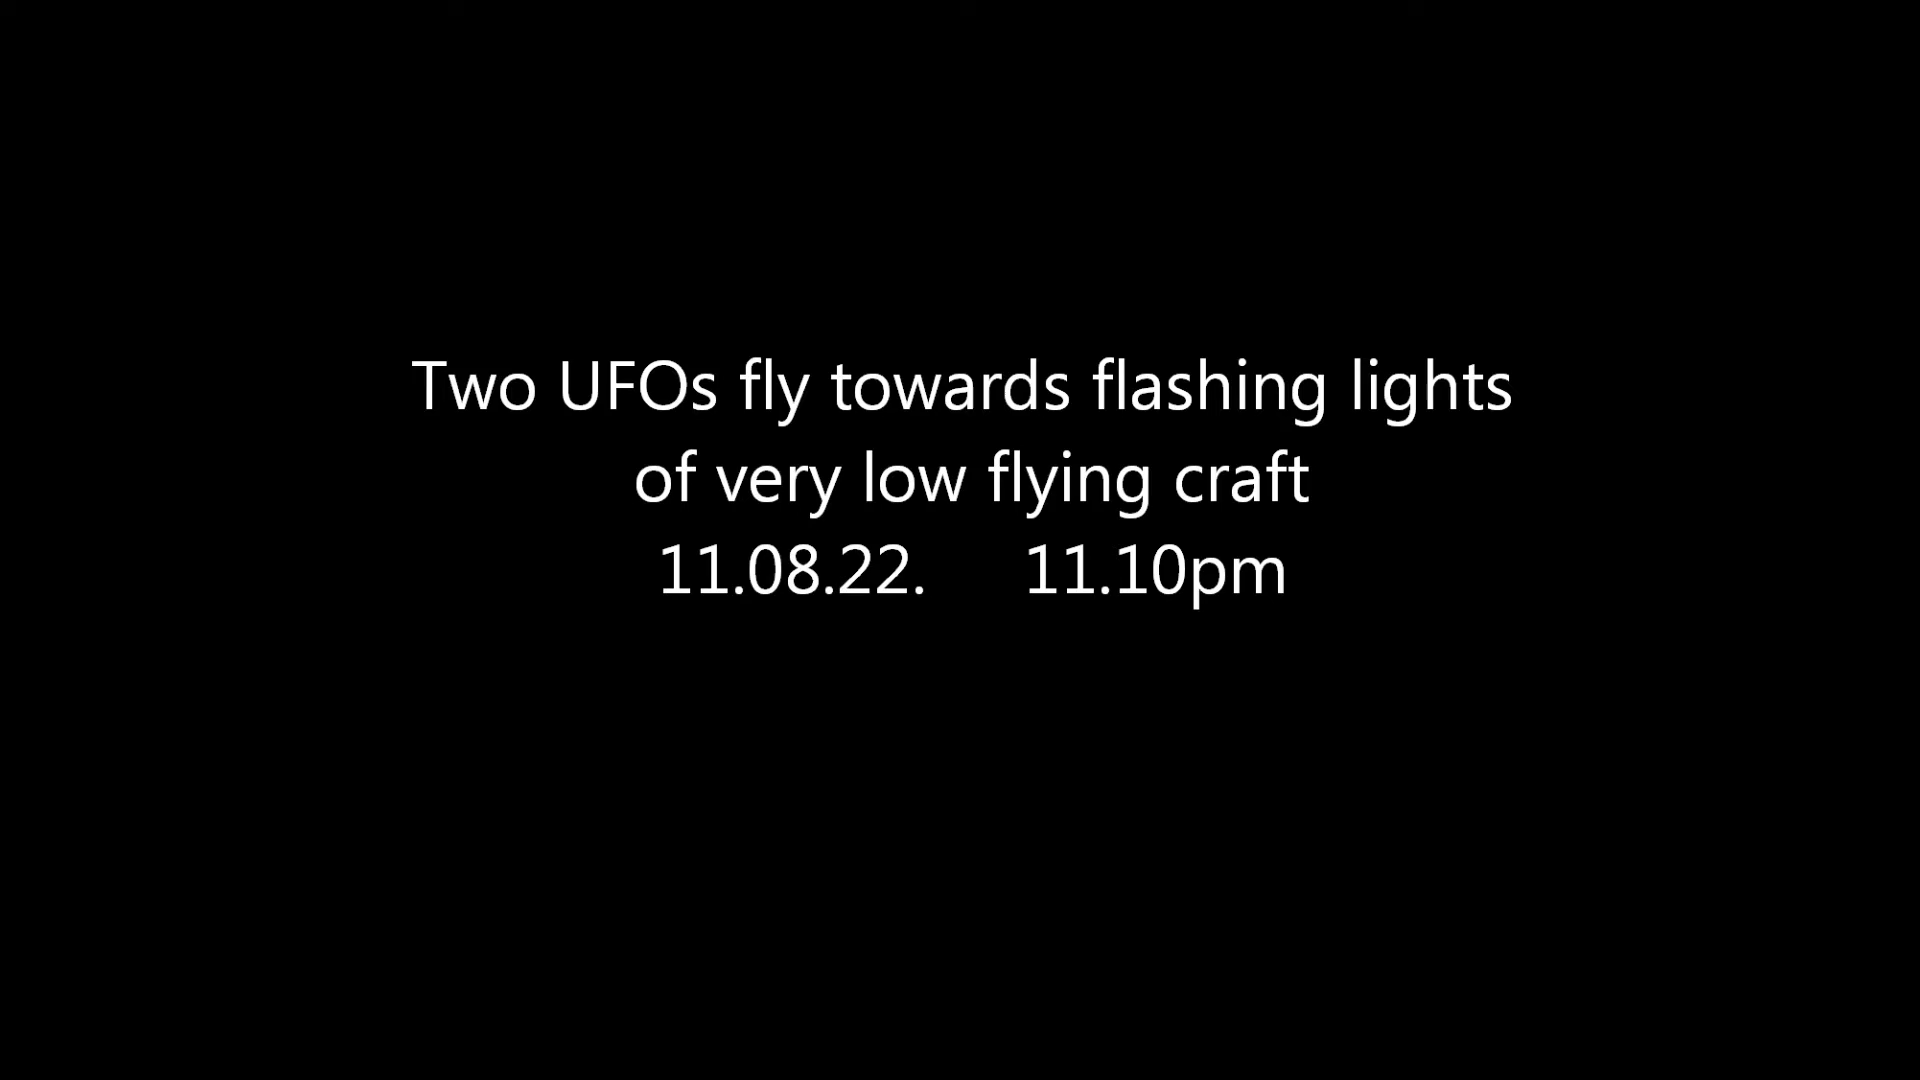 Two UFOs fly towards flashing lights
of very low flying craft
11.08.22. 11.10pm